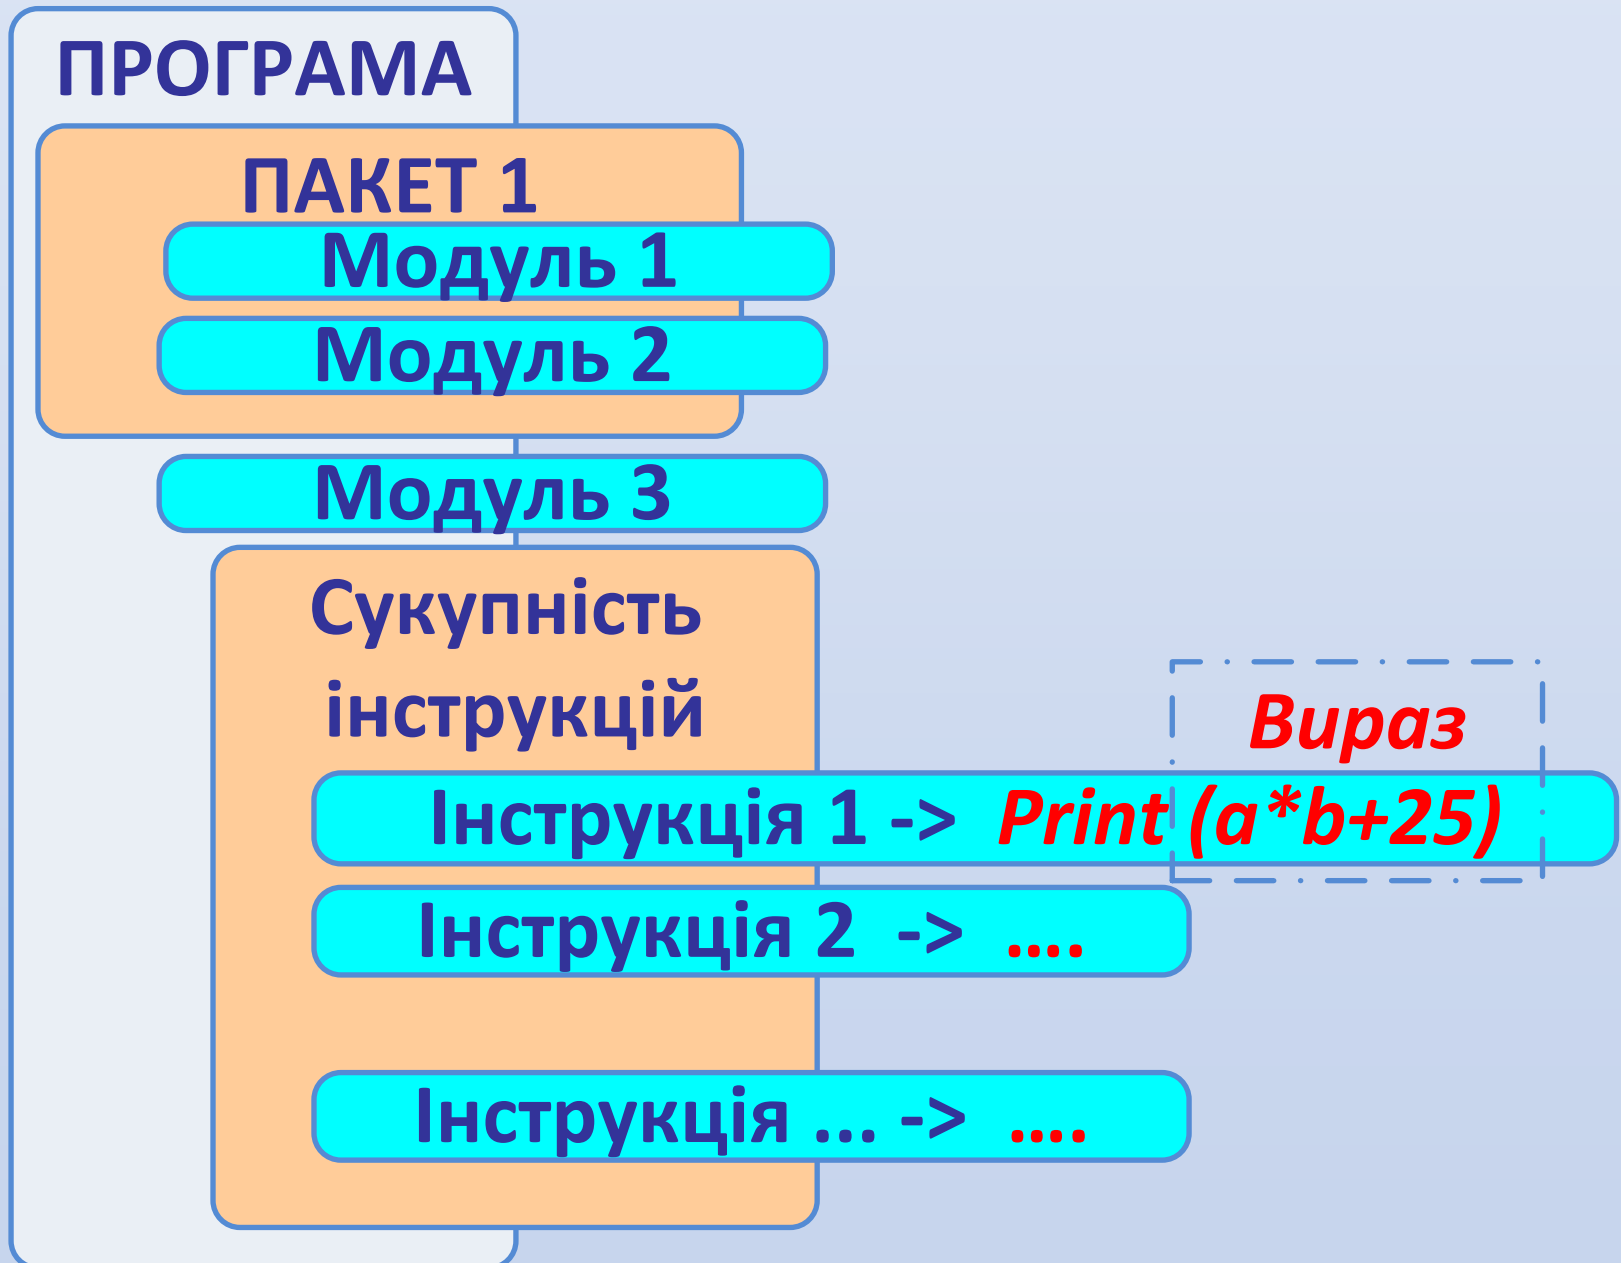 ПРОГРАМА
ПАКЕТ 1
Модуль 1
Модуль 2
Модуль 3
Сукупність
інструкцій
Вираз
Інструкція 1 -> Print (a*b+25)
Інструкція 2 -> ....
Інструкція ... -> ....